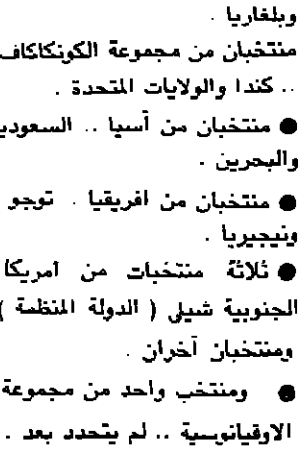 وبلغاريا .
منتخبان من مجموعة الكونكاكاف
.. كندا والولايات المتحدة .
● منتخبان من آسيا .. السعودية
والبحرين .
● منتخبان من افريقيا . توجو
ونيجيريا .
● ثلاثة منتخبات من أمريكا
الجنوبية شيلي ( الدولة المنظمة )
ومنتخبان آخران .
● ومنتخب واحد من مجموعة
الاوقيانوسية .. لم يتحدد بعد .